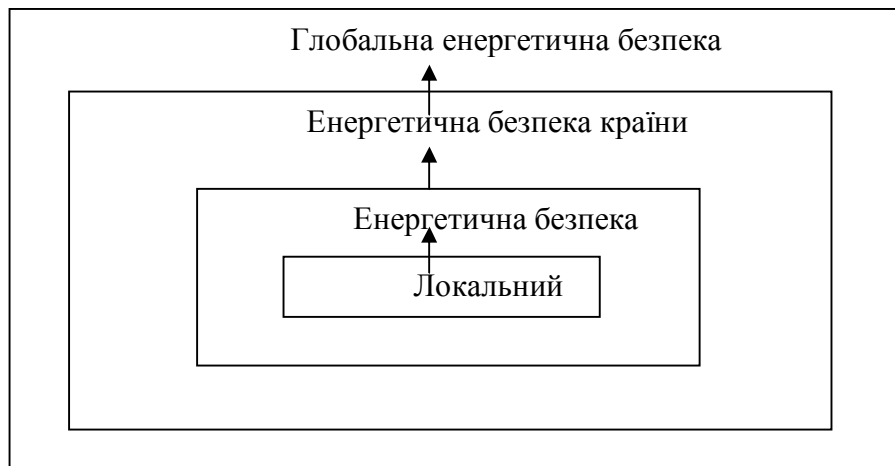 Глобальна енергетична безпека
Енергетична безпека країни
Енергетична безпека
Локальний